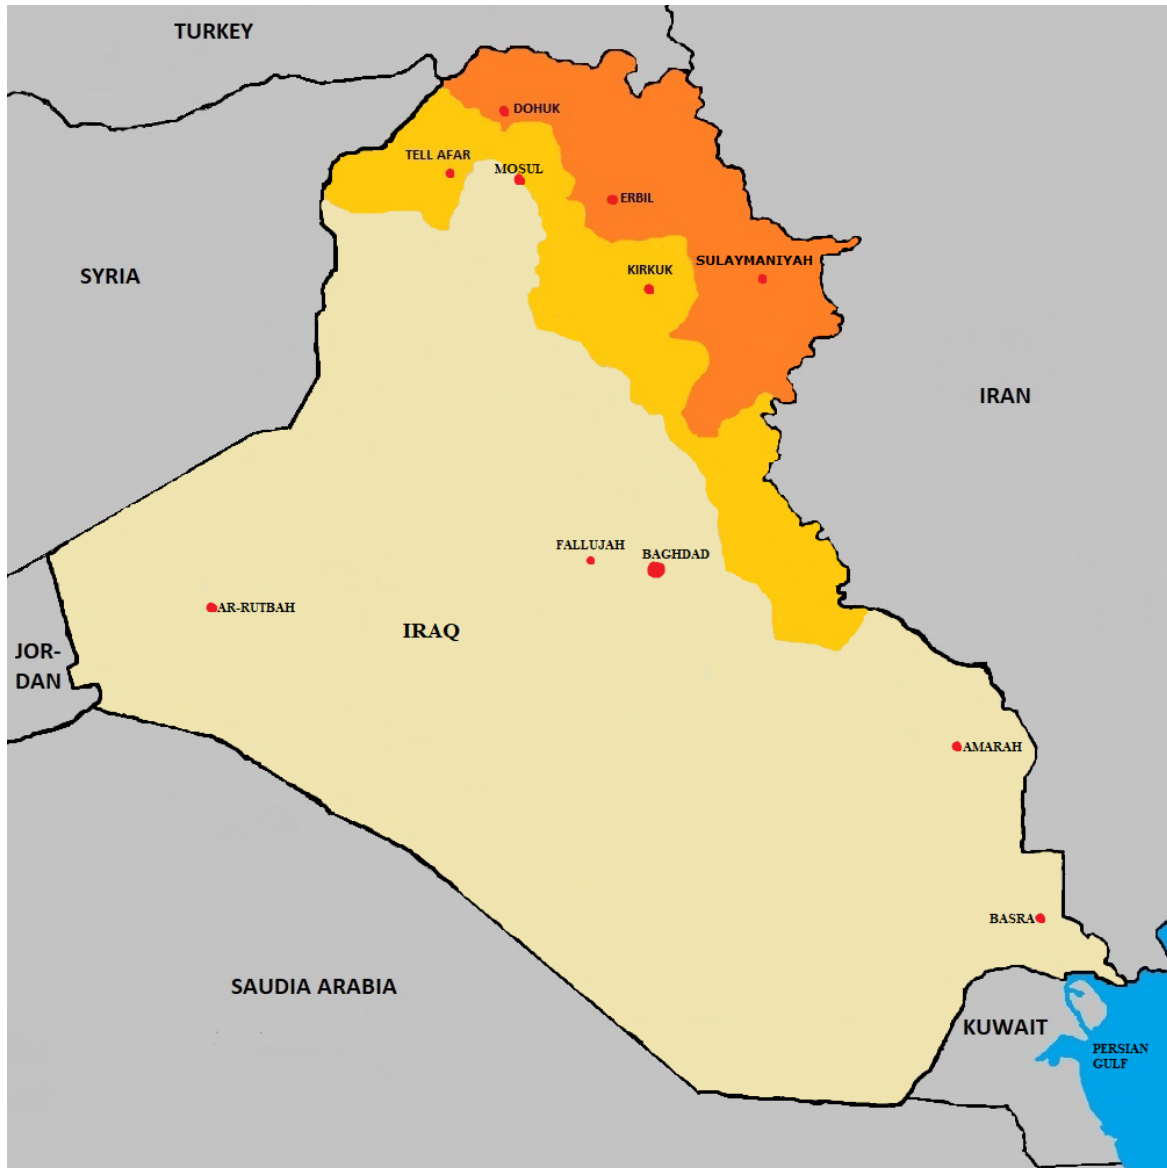 TURKEY
DOHUK
TELL AFAR
MOSUL
ERBIL
SYRIA
KIRKUK
SULAYMANIYAH
IRAN
FALLUJAH
BAGHDAD
AR-RUTBAH
IRAQ
JOR-
DAN
AMARAH
BASRA
SAUDIA ARABIA
KUWAIT
PERSIAN
GULF